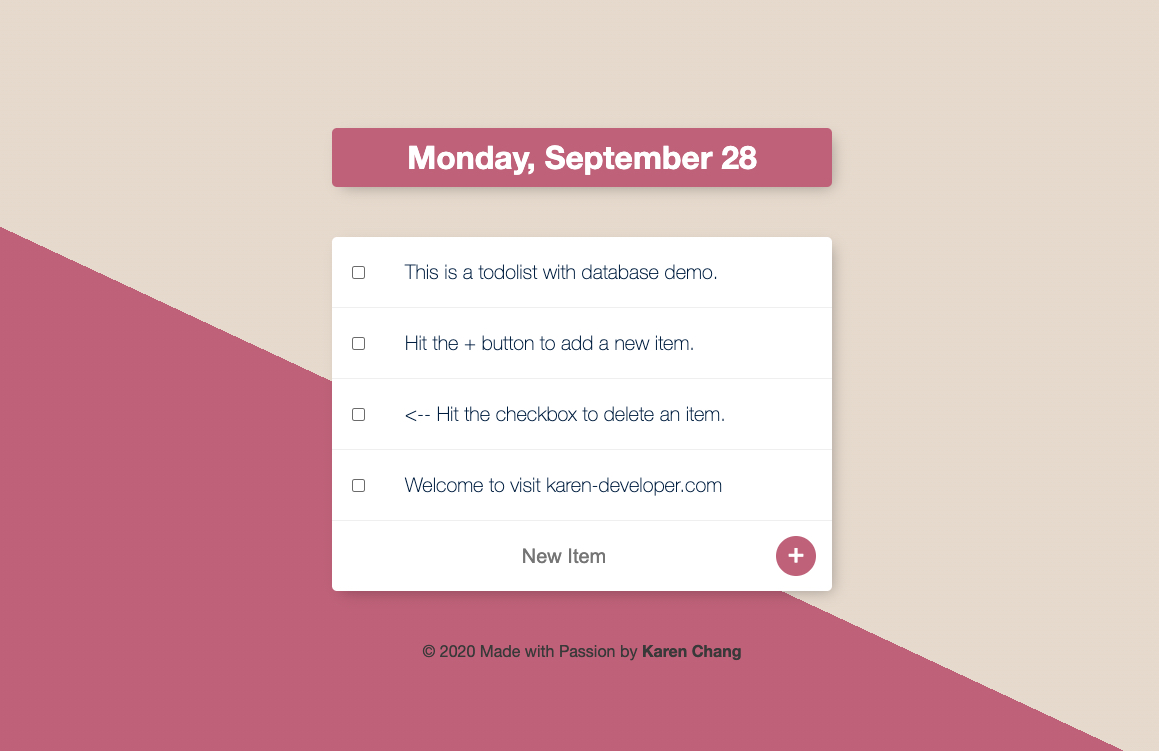 Monday, September 28
This is a todolist with database demo.
Hit the + button to add a new item.
<-- Hit the checkbox to delete an item.
Welcome to visit karen-developer.com
New Item +
© 2020 Made with Passion by Karen Chang